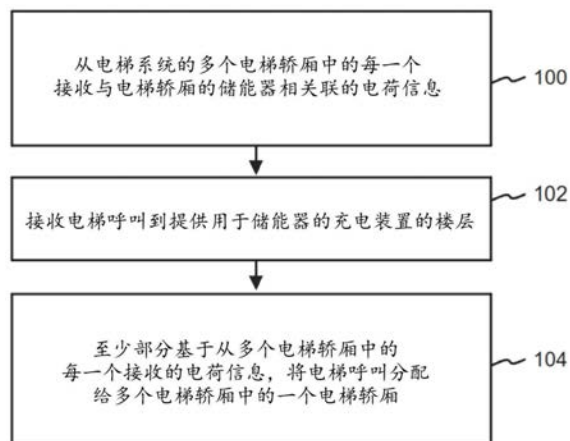 从电梯系统的多个电梯轿厢中的每一个
接收与电梯轿厢的储能器相关联的电荷信息
100
接收电梯呼叫到提供用于储能器的充电装置的楼层
102
至少部分基于从多个电梯轿厢中的
每一个接收的电荷信息，将电梯呼叫分配
给多个电梯轿厢中的一个电梯轿厢
104